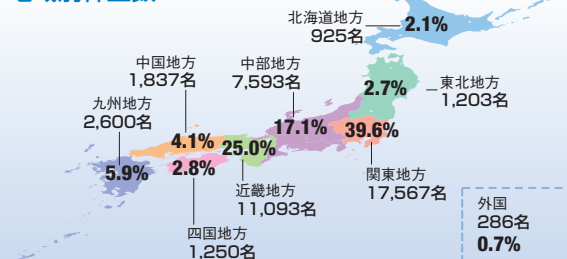 北海道地方
925名
2.1%
中国地方
1,837名
中部地方
7,593名
2.7%
東北地方
1,203名
九州地方
2,600名
4.1%
17.1%
39.6%
25.0%
5.9%
2.8%
関東地方
17,567名
近畿地方
11,093名
四国地方
1,250名
外国
286名
0.7%